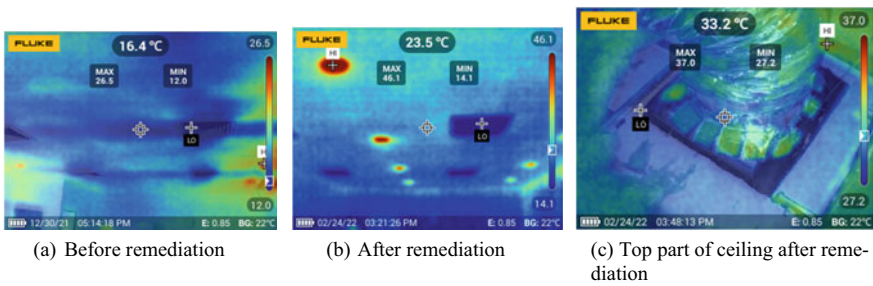 FLUKE
16.4 °C
26.5
MAX
26.5
MIN
12.0
LO
H
12.0
12/30/21 05:14:18 PM
E: 0.85 BG: 22°C
(a) Before remediation
FLUKE
23.5 °C
46.1
HI
MAX
46.1
MIN
14.1
LO
14.1
02/24/22 03:21:26 PM
E: 0.85 BG: 22°C
(b) After remediation
FLUKE
33.2 °C
37.0
HI
MAX
37.0
MIN
27.2
LO
27.2
02/24/22 03:48:13 PM
E: 0.85 BG: 22°C
(c) Top part of ceiling after reme-
diation